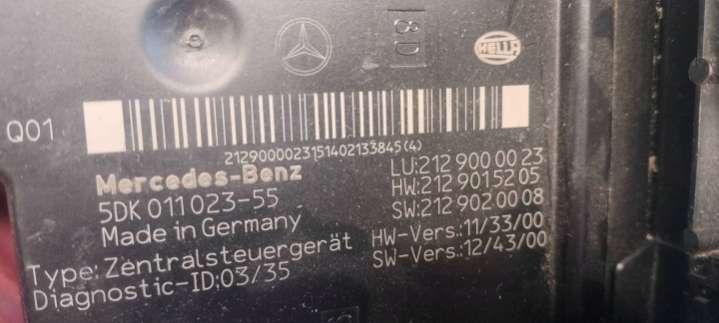 8D
HELLA
Q01
2129000023151402133845(4)
Mercedes-Benz
LU:212 900 00 23
5DK 011 023-55
HW:212 901 52 05
Made in Germany
SW:212 902 00 08
Type: Zentralsteuergerät
HW-Vers.:11/33/00
Diagnostic-ID:03/35
SW-Vers.:12/43/00